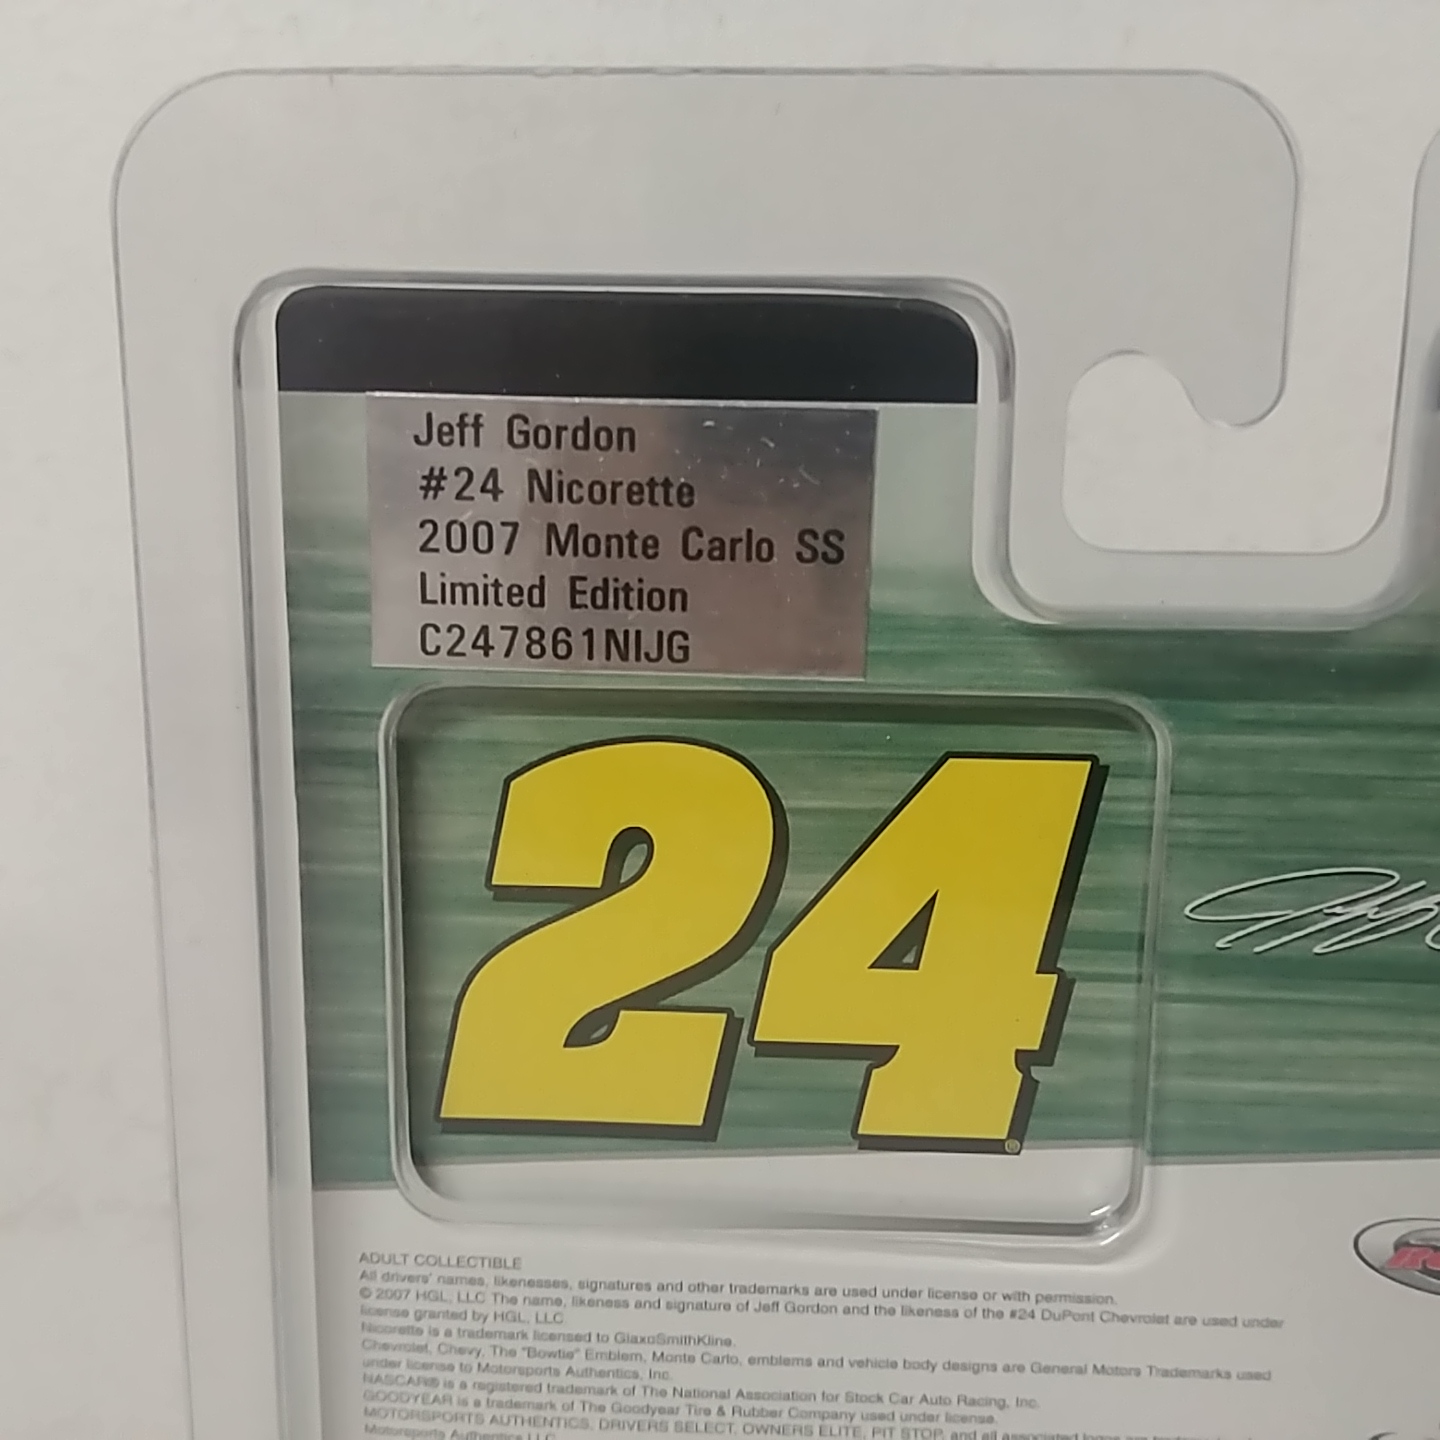 Jeff Gordon
#24 Nicorette
2007 Monte Carlo SS
Limited Edition
C247861NIJG
24
ADULT COLLECTIBLE
All drivers' names, likenesses, signatures and other trademarks are used under license or with permission.
© 2007 HGL, LLC The name, likeness and signature of Jeff Gordon and the likeness of the #24 DuPont Chevrolet are used under
license granted by HGL, LLC
Nicorette is a trademark licensed to GlaxoSmithKline.
Chevrolet, Chevy, The "Bowtie" Emblem, Monte Carlo, emblems and vehicle body designs are General Motors Trademarks used
under license to Motorsports Authentics, Inc.
NASCAR® is a registered trademark of The National Association for Stock Car Auto Racing, Inc.
GOODYEAR is a trademark of The Goodyear Tire & Rubber Company used under license.
MOTORSPORTS AUTHENTICS, DRIVERS SELECT, OWNERS ELITE, PIT STOP, and all associated logos are
Motorsports Authentics LLC